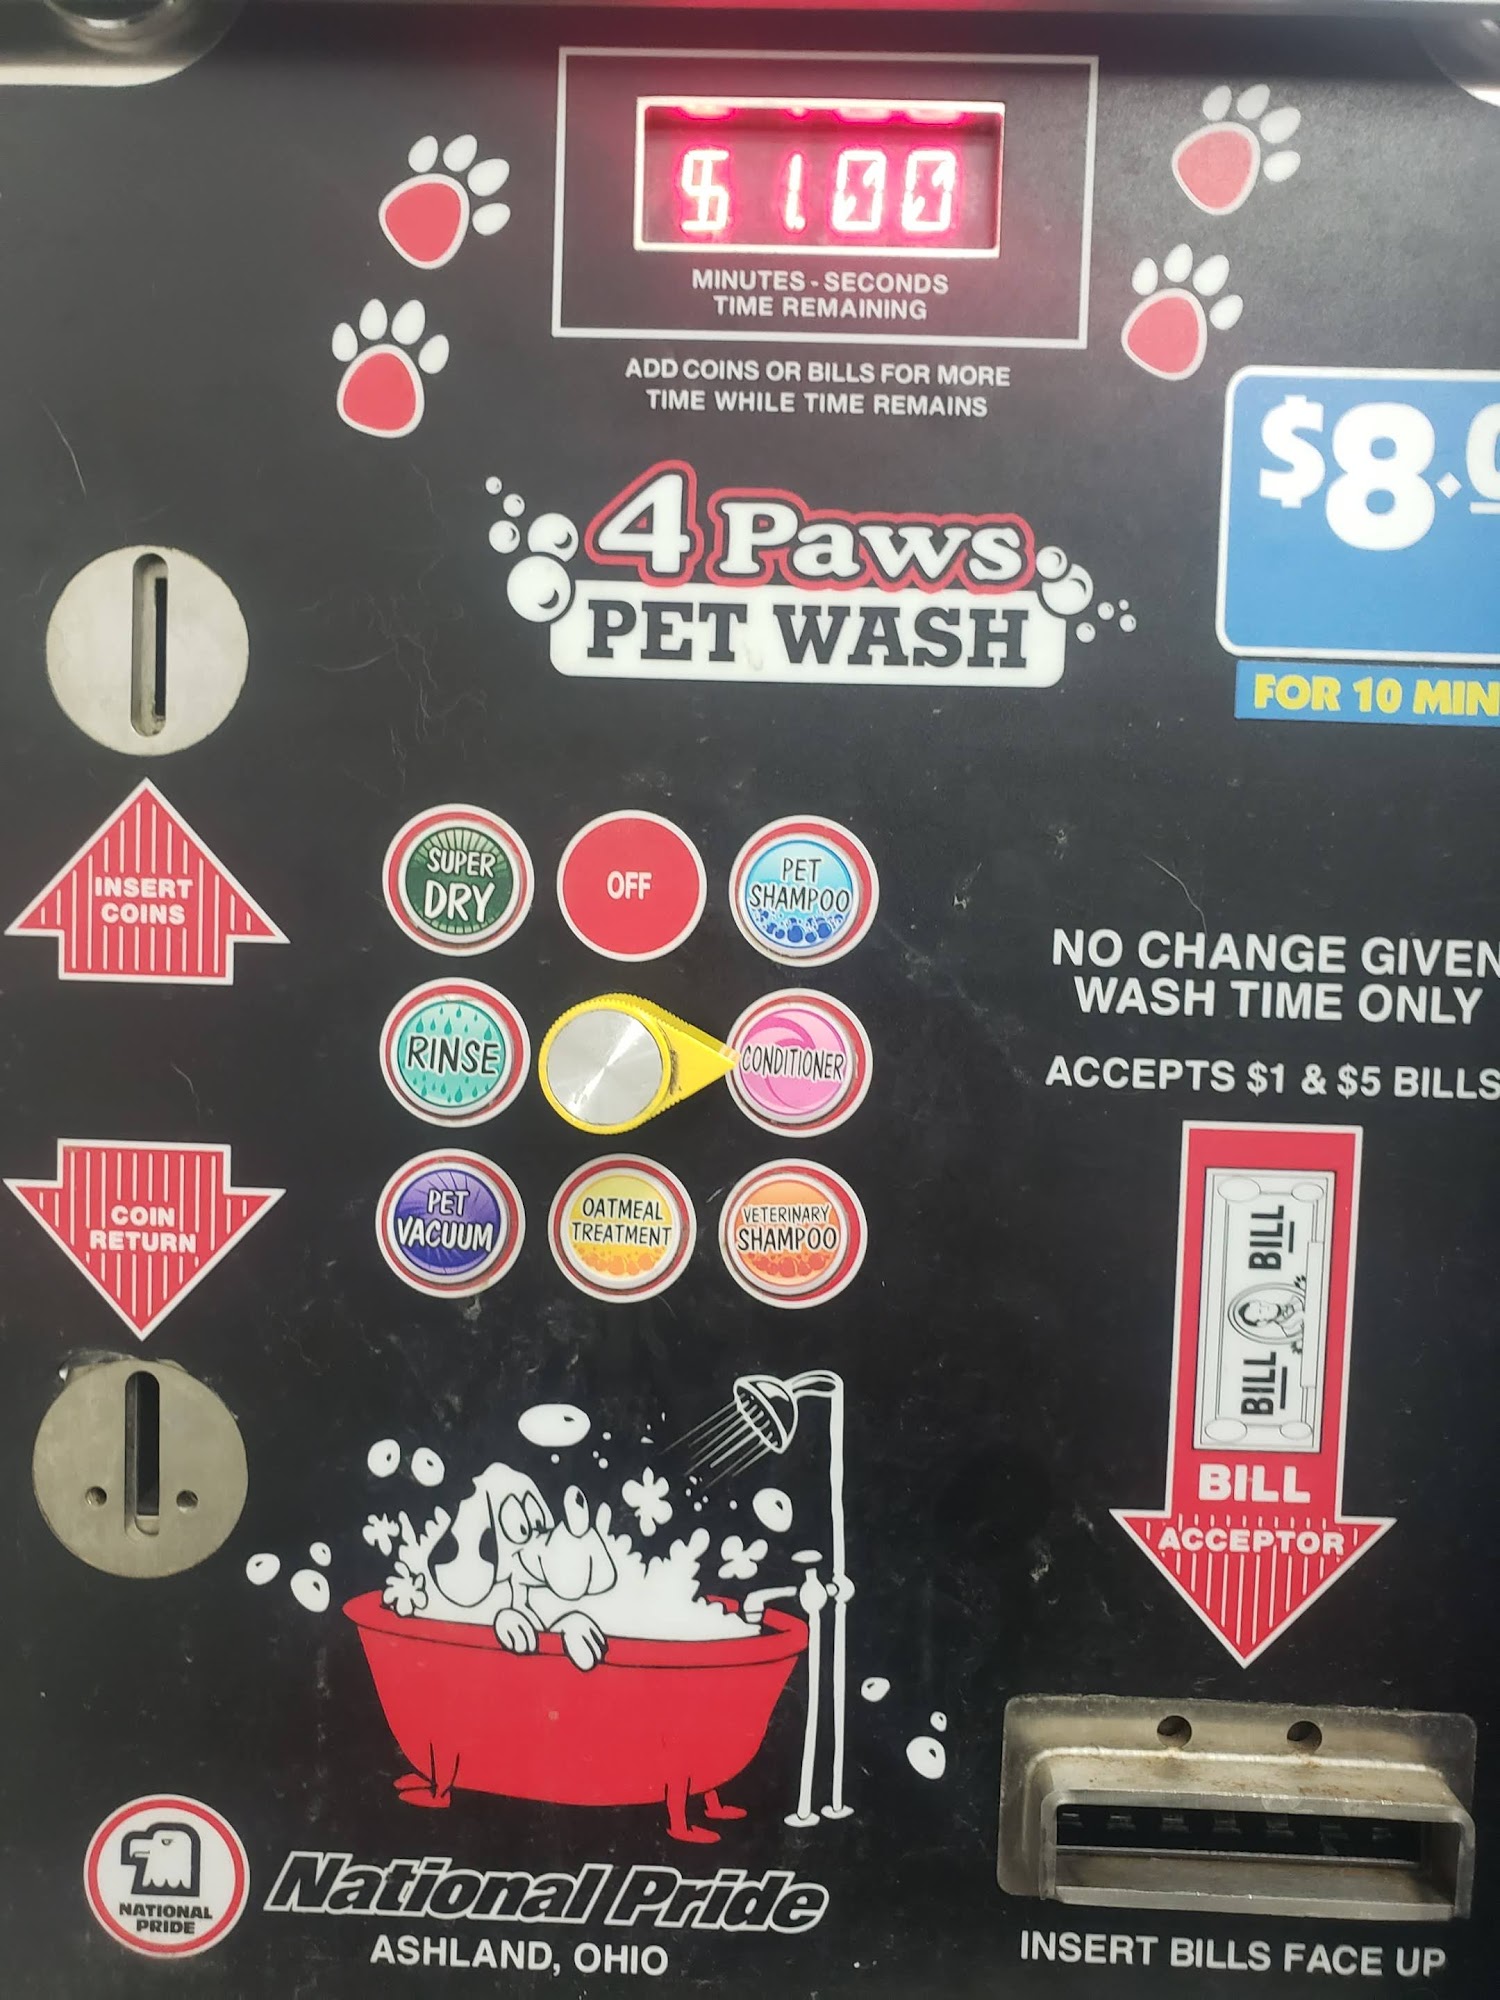 $1.00
MINUTES - SECONDS
TIME REMAINING
ADD COINS OR BILLS FOR MORE
TIME WHILE TIME REMAINS
$8.0
FOR 10 MIN
4 Paws
PET WASH
INSERT
COINS
SUPER
DRY
OFF
PET
SHAMPOO
RINSE
CONDITIONER
PET
VACUUM
OATMEAL
TREATMENT
VETERINARY
SHAMPOO
COIN
RETURN
NO CHANGE GIVEN
WASH TIME ONLY
ACCEPTS $1 & $5 BILLS
BILL
BILL
BILL
ACCEPTOR
NATIONAL
PRIDE
National Pride
ASHLAND, OHIO
INSERT BILLS FACE UP